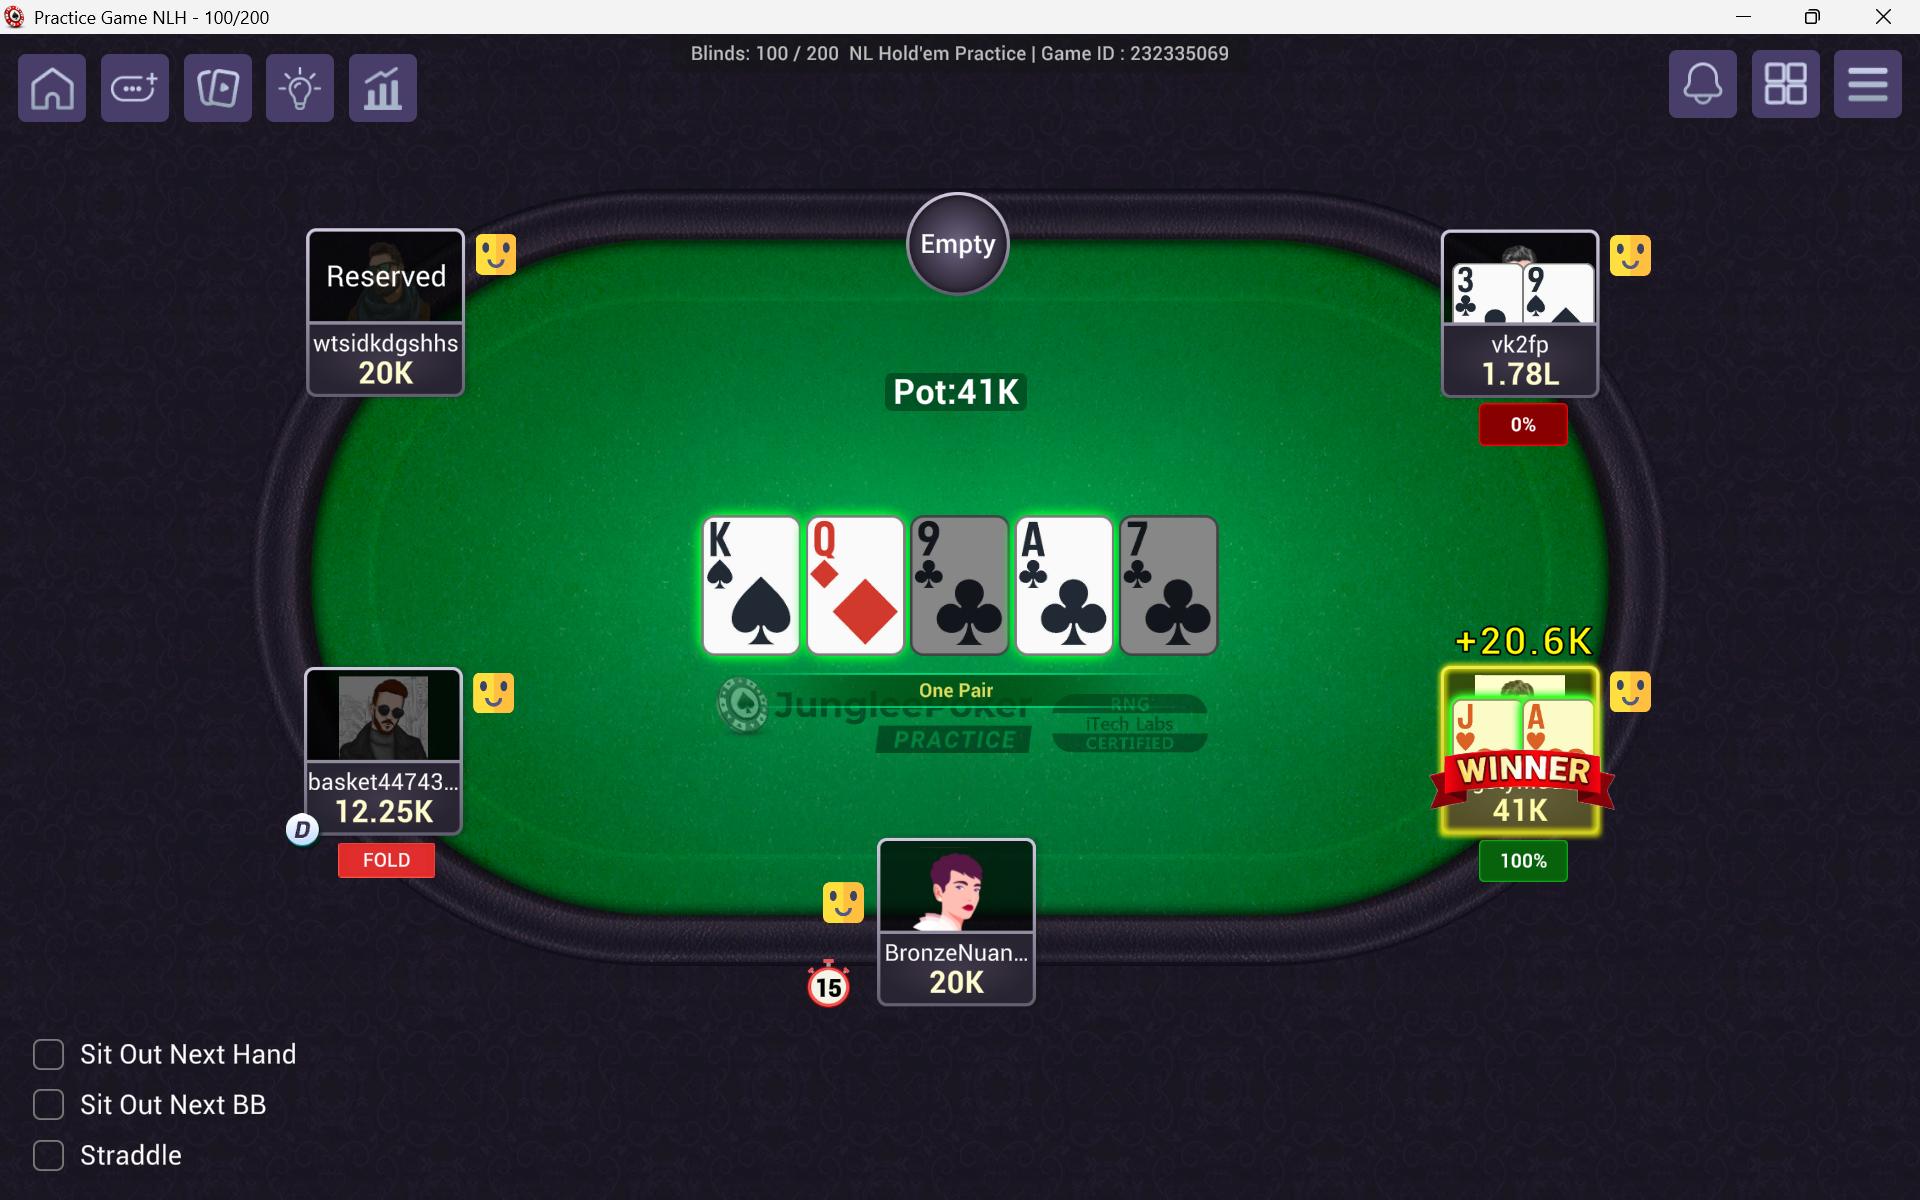 Practice Game NLH - 100/200
Blinds: 100 / 200 NL Hold'em Practice | Game ID : 232335069
Empty
Reserved
wtsidkdgshhs
20K
3 9
vk2fp
1.78L
0%
Pot:41K
K Q 9 A 7
+20.6K
One Pair
JungleePoker
PRACTICE
RNG
iTech Labs
CERTIFIED
J A
WINNER
41K
100%
basket44743...
12.25K
D
FOLD
BronzeNuan...
20K
15
Sit Out Next Hand
Sit Out Next BB
Straddle